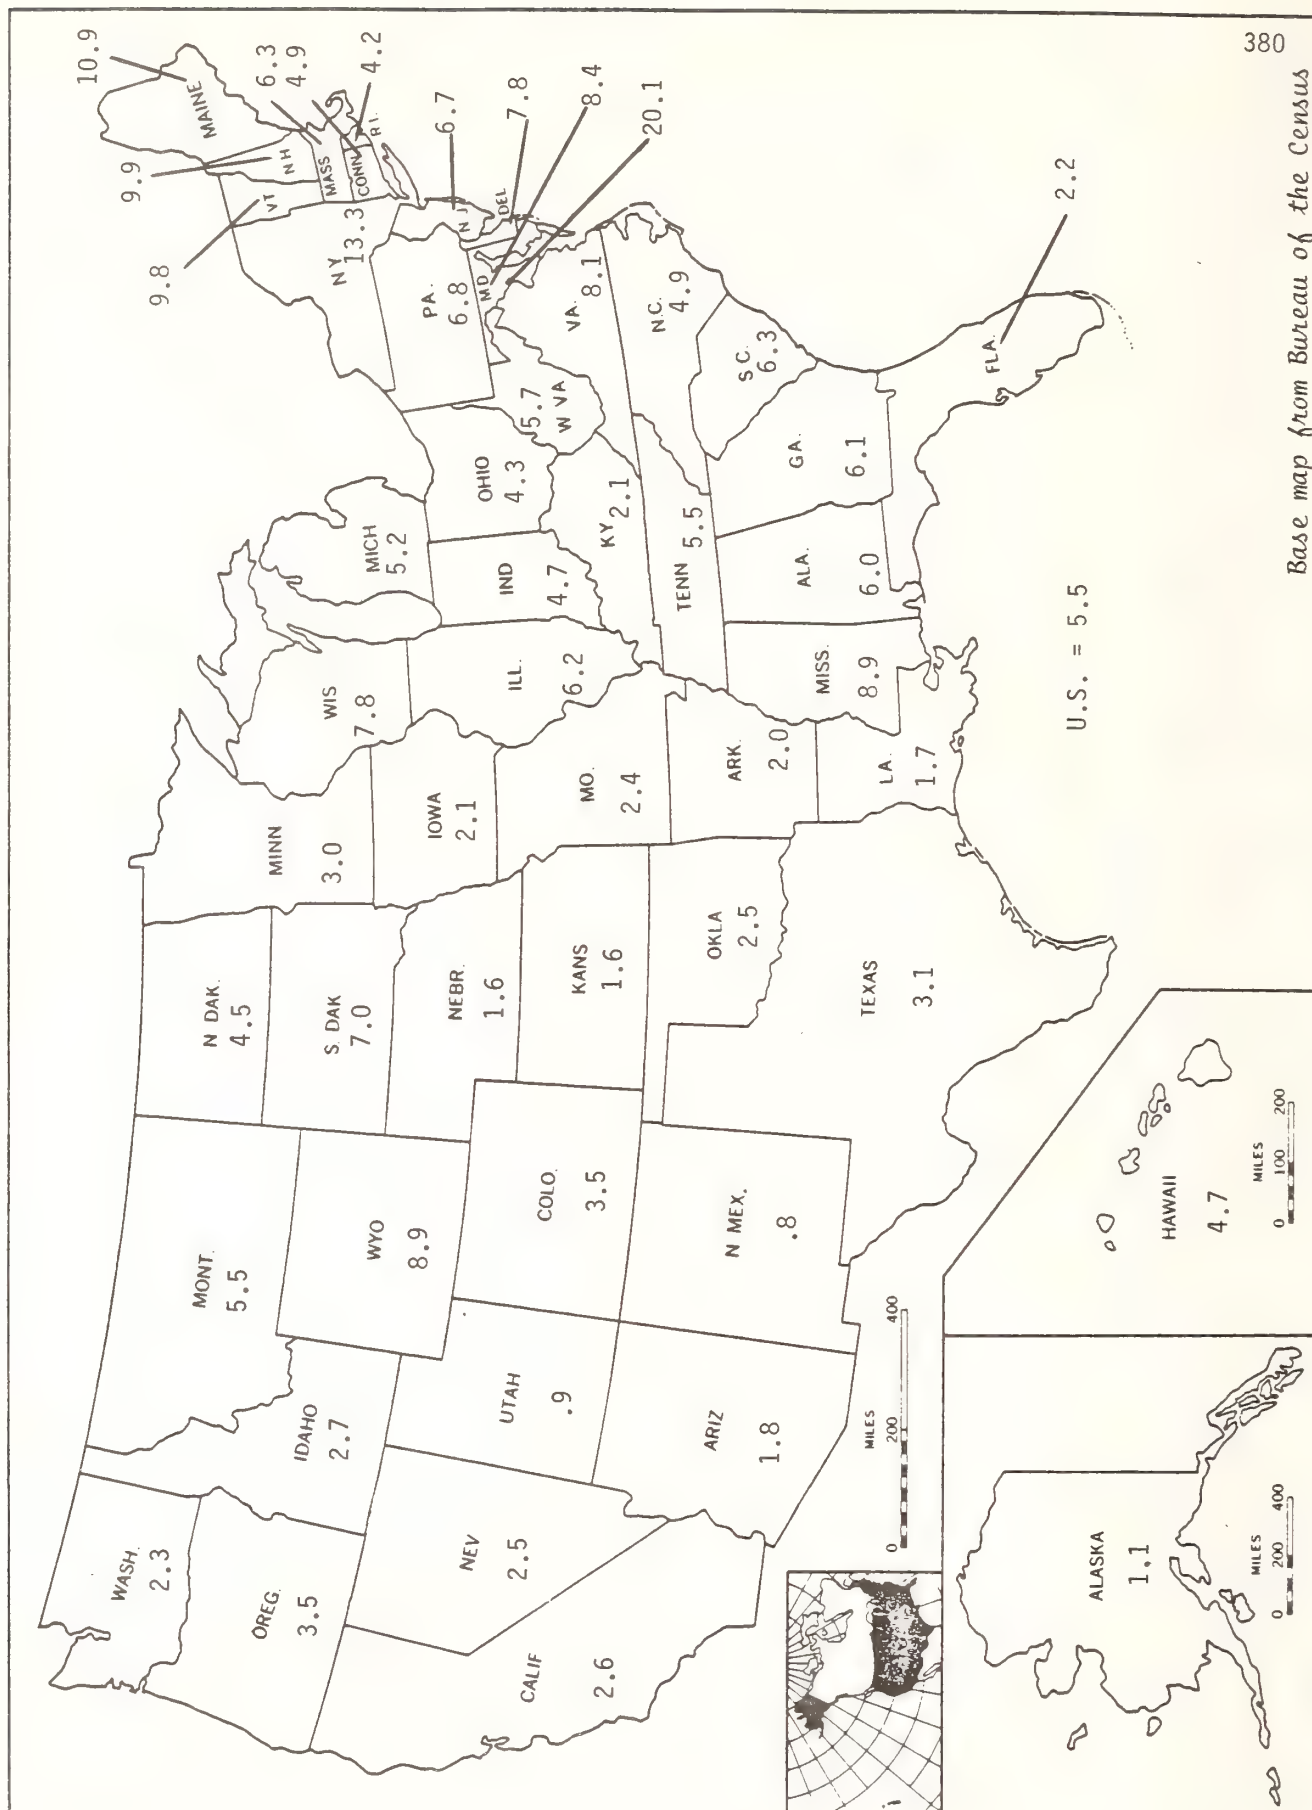 380
WASH.
2.3
OREG.
3.5
CALIF
2.6
NEV
2.5
IDAHO
2.7
MONT.
5.5
WYO
8.9
UTAH
.9
ARIZ
1.8
COLO.
3.5
N MEX.
.8
N DAK.
4.5
S. DAK
7.0
NEBR.
1.6
KANS
1.6
OKLA
2.5
TEXAS
3.1
MINN
3.0
IOWA
2.1
MO.
2.4
ARK.
2.0
LA.
1.7
WIS
7.8
ILL.
6.2
MICH
5.2
IND
4.7
OHIO
4.3
KY
2.1
TENN
5.5
MISS.
8.9
ALA.
6.0
GA.
6.1
FLA.
2.2
S C.
6.3
N.C.
4.9
VA.
8.1
W VA
5.7
PA.
6.8
NY
13.3
VT
9.8
NH
9.9
MAINE
10.9
MASS
6.3
CONN
4.9
R.I.
4.2
N J
6.7
DEL
7.8
MD
8.4
20.1
U.S. = 5.5
MILES
0 200 400
ALASKA
1.1
MILES
0 200 400
HAWAII
4.7
MILES
0 100 200
Base map from Bureau of the Census